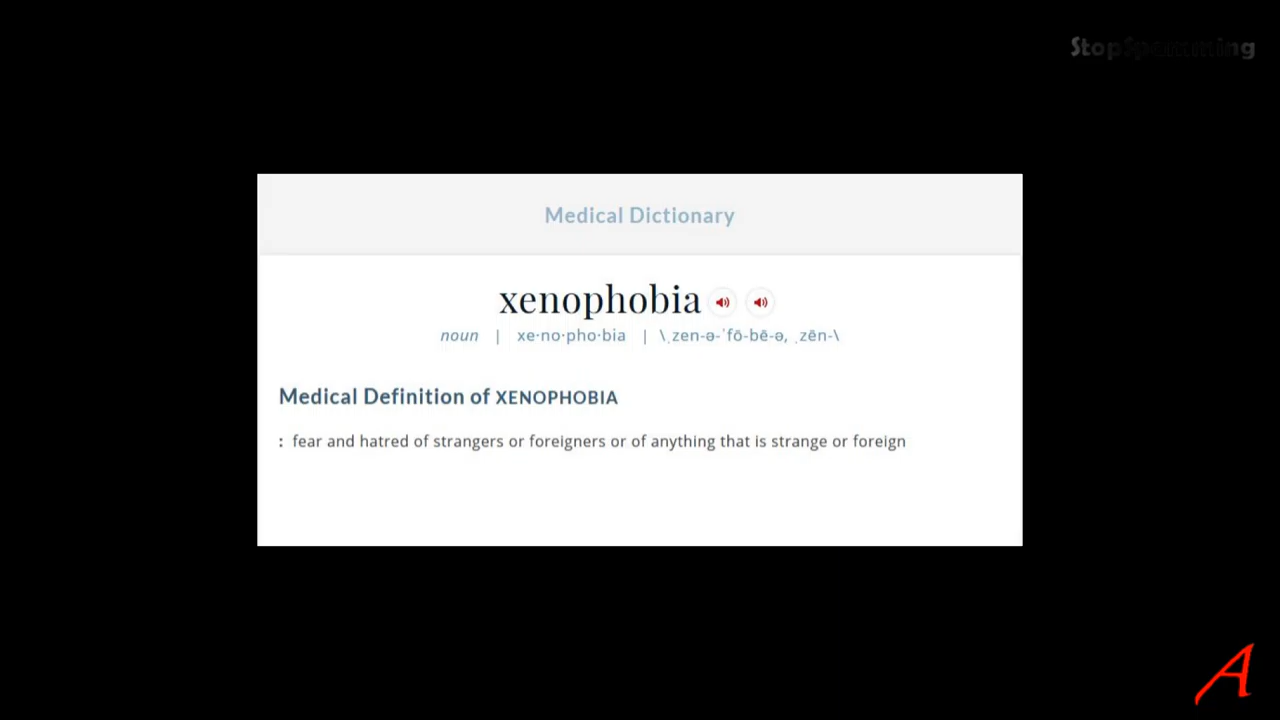 StopSpamming
Medical Dictionary
xenophobia
noun | xe·no·pho·bia | \ˌzen-ə-ˈfō-bē-ə, ˌzēn-\
Medical Definition of XENOPHOBIA
: fear and hatred of strangers or foreigners or of anything that is strange or foreign
A